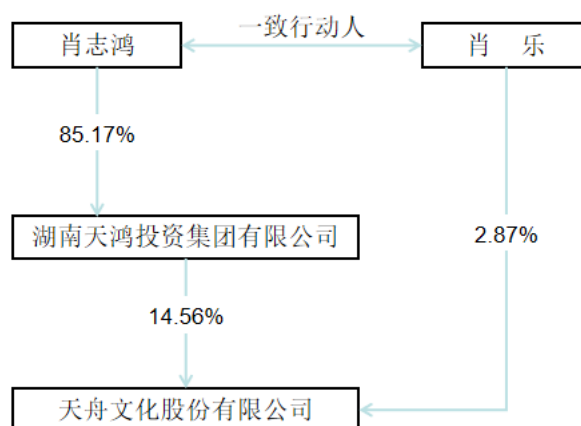 肖志鸿
一致行动人
肖 乐
85.17%
湖南天鸿投资集团有限公司
2.87%
14.56%
天舟文化股份有限公司